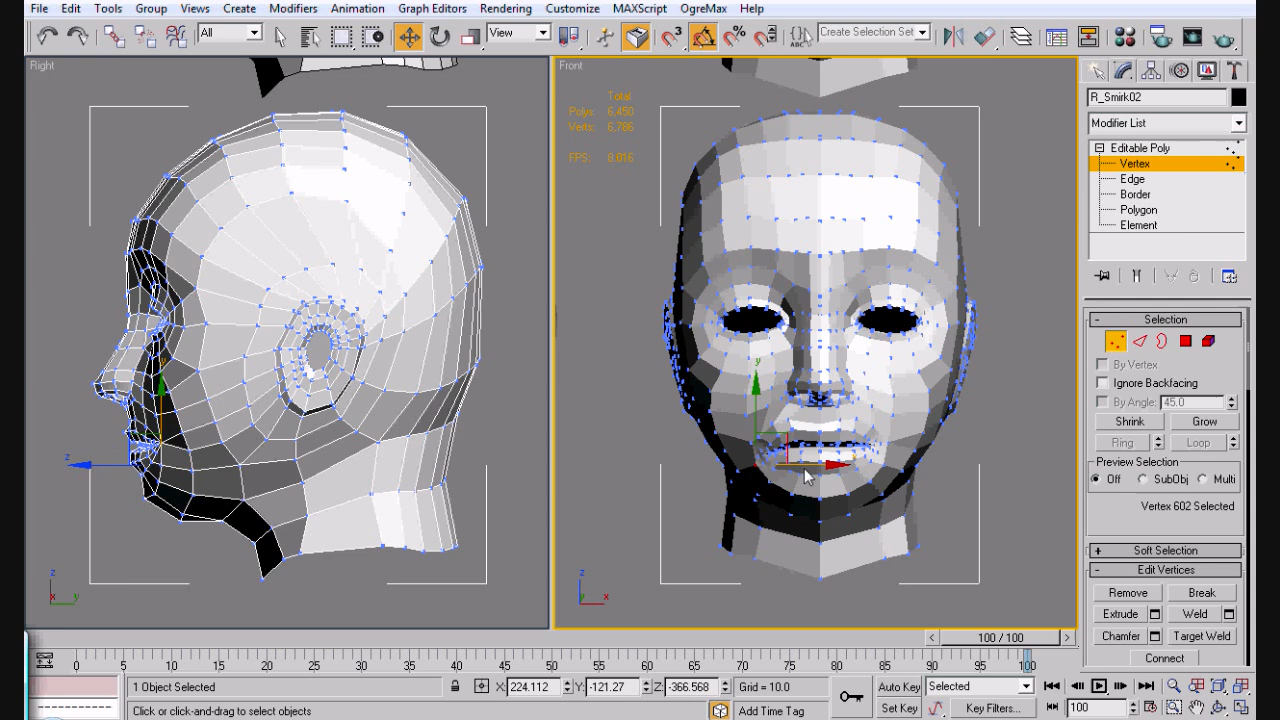 File Edit Tools Group Views Create Modifiers Animation Graph Editors Rendering Customize MAXScript OgreMax Help
All View Create Selection Set
Right
Front
Total
Polys: 6,450
Verts: 6,786
FPS: 8.016
R_Smirk02
Modifier List
Editable Poly
Vertex
Edge
Border
Polygon
Element
- Selection
By Vertex
Ignore Backfacing
By Angle: 45.0
Shrink Grow
Ring Loop
Preview Selection
Off SubObj Multi
Vertex 602 Selected
+ Soft Selection
- Edit Vertices
Remove Break
Extrude Weld
Chamfer Target Weld
Connect
y
z
z
x y
y
z
y x
< 100 / 100 >
0 5 10 15 20 25 30 35 40 45 50 55 60 65 70 75 80 85 90 95 100
1 Object Selected X: 224.112 Y: -121.27 Z: -366.568 Grid = 10.0 Auto Key Selected
Click or click-and-drag to select objects Add Time Tag Set Key Key Filters... 100